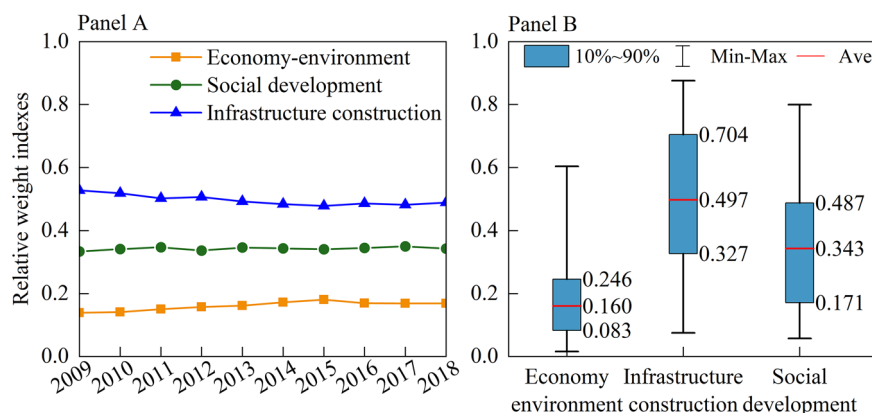 Panel A
Panel B
Relative weight indexes
1.0
0.8
0.6
0.4
0.2
0.0
Economy-environment
Social development
Infrastructure construction
2009 2010 2011 2012 2013 2014 2015 2016 2017 2018
1.0
0.8
0.6
0.4
0.2
0.0
10%~90% Min-Max Ave
0.246
0.160
0.083
0.704
0.497
0.327
0.487
0.343
0.171
Economy Infrastructure Social
environment construction development